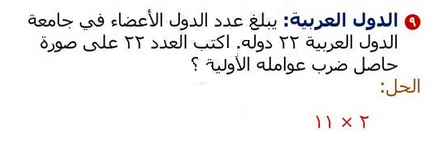 ٩ الدول العربية: يبلغ عدد الدول الأعضاء في جامعة
الدول العربية ٢٢ دوله. اكتب العدد ٢٢ على صورة
حاصل ضرب عوامله الأولية ؟
الحل:
٢ × ١١